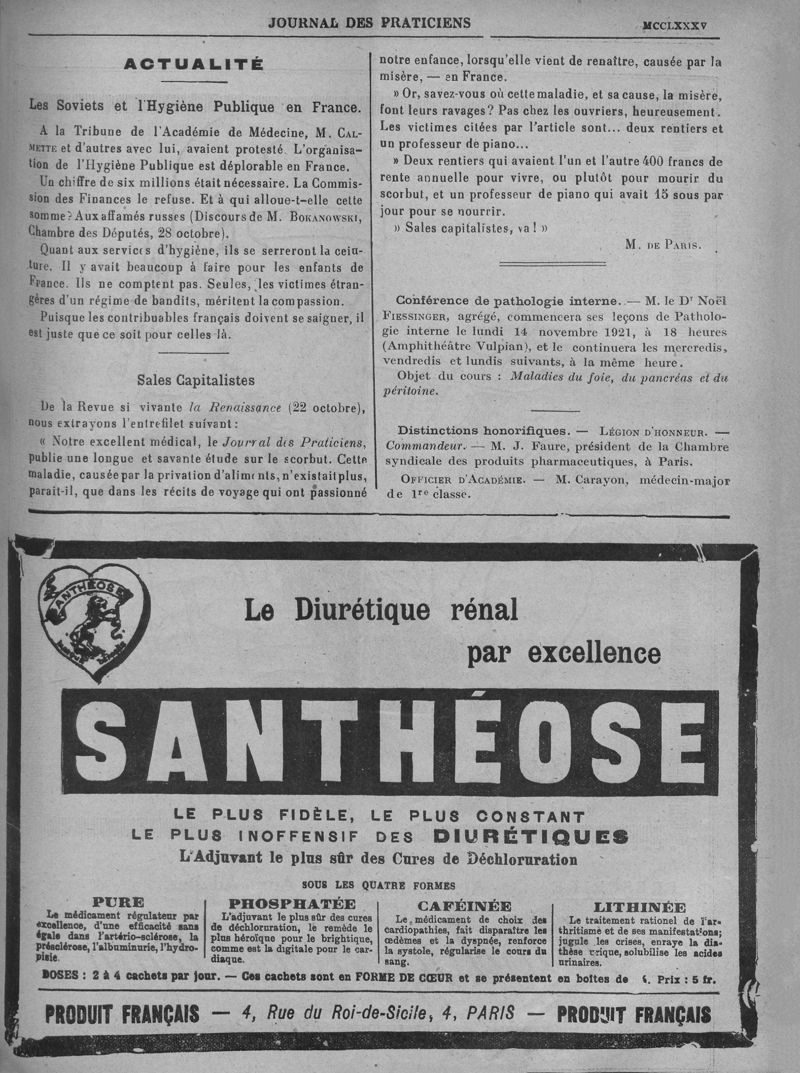 JOURNAL DES PRATICIENS
MCCLXXXV
ACTUALITÉ
Les Soviets et l'Hygiène Publique en France.
A la Tribune de l'Académie de Médecine, M. CAL-
METTE et d'autres avec lui, avaient protesté. L'organisa-
tion de l'Hygiène Publique est déplorable en France.
Un chiffre de six millions était nécessaire. La Commis-
sion des Finances le refuse. Et à qui alloue-t-elle cette
somme? Aux affamés russes (Discours de M. BOKANOWSKI,
Chambre des Députés, 28 octobre).
Quant aux services d'hygiène, ils se serreront la cein-
ture. Il y avait beaucoup à faire pour les enfants de
France. Ils ne comptent pas. Seules, les victimes étran-
gères d'un régime de bandits, méritent la compassion.
Puisque les contribuables français doivent se saigner, il
est juste que ce soit pour celles là.
Sales Capitalistes
De la Revue si vivante la Renaissance (22 octobre),
nous extrayons l'entrefilet suivant :
« Notre excellent médical, le Journal des Praticiens,
publie une longue et savante étude sur le scorbut. Cette
maladie, causée par la privation d'aliments, n'existait plus,
paraît-il, que dans les récits de voyage qui ont passionné
notre enfance, lorsqu'elle vient de renaître, causée par la
misère, — en France.
» Or, savez-vous où cette maladie, et sa cause, la misère,
font leurs ravages? Pas chez les ouvriers, heureusement.
Les victimes citées par l'article sont... deux rentiers et
un professeur de piano...
» Deux rentiers qui avaient l'un et l'autre 400 francs de
rente annuelle pour vivre, ou plutôt pour mourir du
scorbut, et un professeur de piano qui avait 15 sous par
jour pour se nourrir.
» Sales capitalistes, va ! »
M. DE PARIS.
Conférence de pathologie interne. — M. le Dr Noël
FIESSINGER, agrégé, commencera ses leçons de Patholo-
gie interne le lundi 14 novembre 1921, à 18 heures
(Amphithéâtre Vulpian), et le continuera les mercredis,
vendredis et lundis suivants, à la même heure.
Objet du cours : Maladies du foie, du pancréas et du
péritoine.
Distinctions honorifiques. — LÉGION D'HONNEUR. —
Commandeur. — M. J. Faure, président de la Chambre
syndicale des produits pharmaceutiques, à Paris.
OFFICIER D'ACADÉMIE. — M. Carayon, médecin-major
de 1re classe.
SANTHÉOSE
Le Diurétique rénal
par excellence
SANTHÉOSE
LE PLUS FIDÈLE, LE PLUS CONSTANT
LE PLUS INOFFENSIF DES DIURÉTIQUES
L'Adjuvant le plus sûr des Cures de Déchloruration
SOUS LES QUATRE FORMES
PURE
Le médicament régulateur par
excellence, d'une efficacité sans
égale dans l'artério-sclérose, la
présclérose, l'albuminurie, l'hydro-
pisie.
PHOSPHATÉE
L'adjuvant le plus sûr des cures
de déchloruration, le remède le
plus héroïque pour le brightique,
comme est la digitale pour le car-
diaque.
CAFÉINÉE
Le médicament de choix des
cardiopathies, fait disparaître les
œdèmes et la dyspnée, renforce
la systole, régularise le cours du
sang.
LITHINÉE
Le traitement rationel de l'ar-
thritisme et de ses manifestations;
jugule les crises, enraye la dia-
thèse urique, solubilise les acides
urinaires.
DOSES : 2 à 4 cachets par jour. — Ces cachets sont en FORME DE CŒUR et se présentent en boîtes de Prix : 5 fr.
PRODUIT FRANÇAIS — 4, Rue du Roi-de-Sicile, 4, PARIS — PRODUIT FRANÇAIS